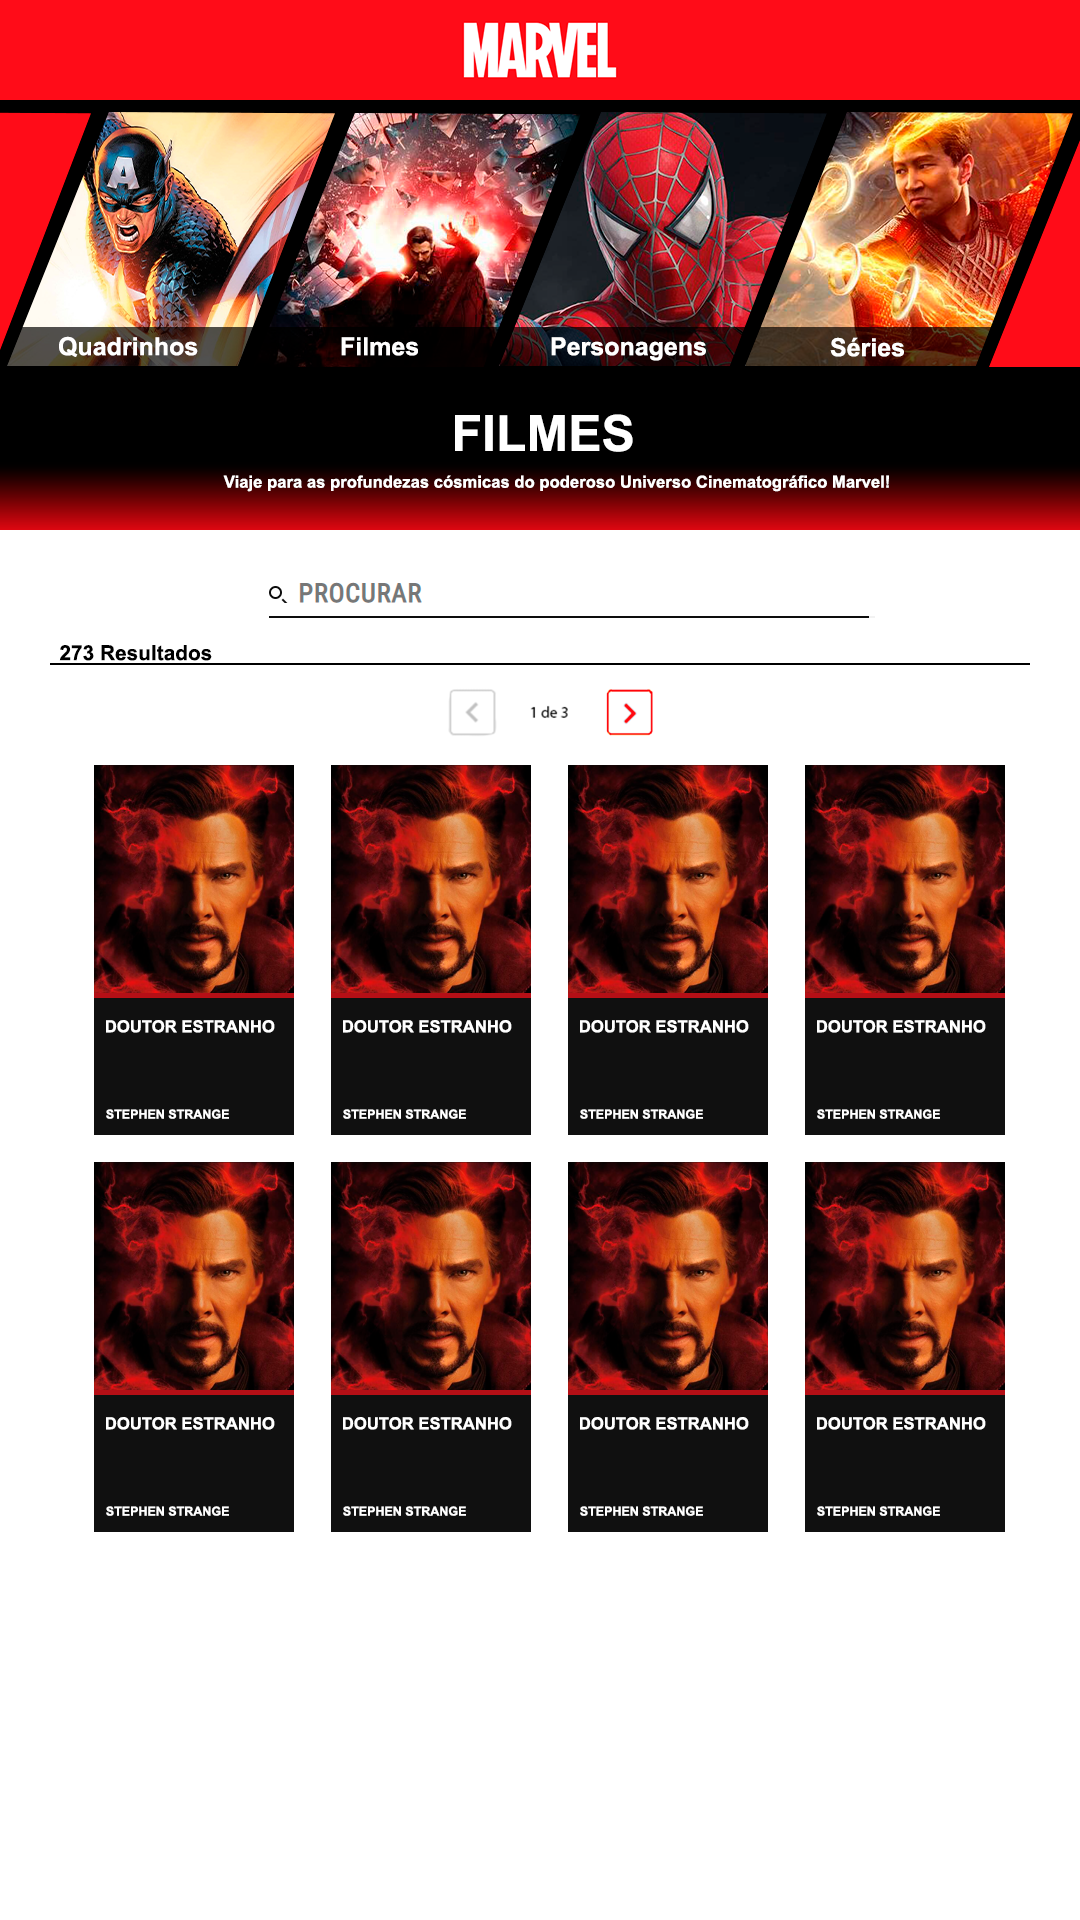 MARVEL
A
Quadrinhos
Filmes
Personagens
Séries
FILMES
Viaje para as profundezas cósmicas do poderoso Universo Cinematográfico Marvel!
PROCURAR
273 Resultados
1 de 3
DOUTOR ESTRANHO
DOUTOR ESTRANHO
DOUTOR ESTRANHO
DOUTOR ESTRANHO
STEPHEN STRANGE
STEPHEN STRANGE
STEPHEN STRANGE
STEPHEN STRANGE
DOUTOR ESTRANHO
DOUTOR ESTRANHO
DOUTOR ESTRANHO
DOUTOR ESTRANHO
STEPHEN STRANGE
STEPHEN STRANGE
STEPHEN STRANGE
STEPHEN STRANGE